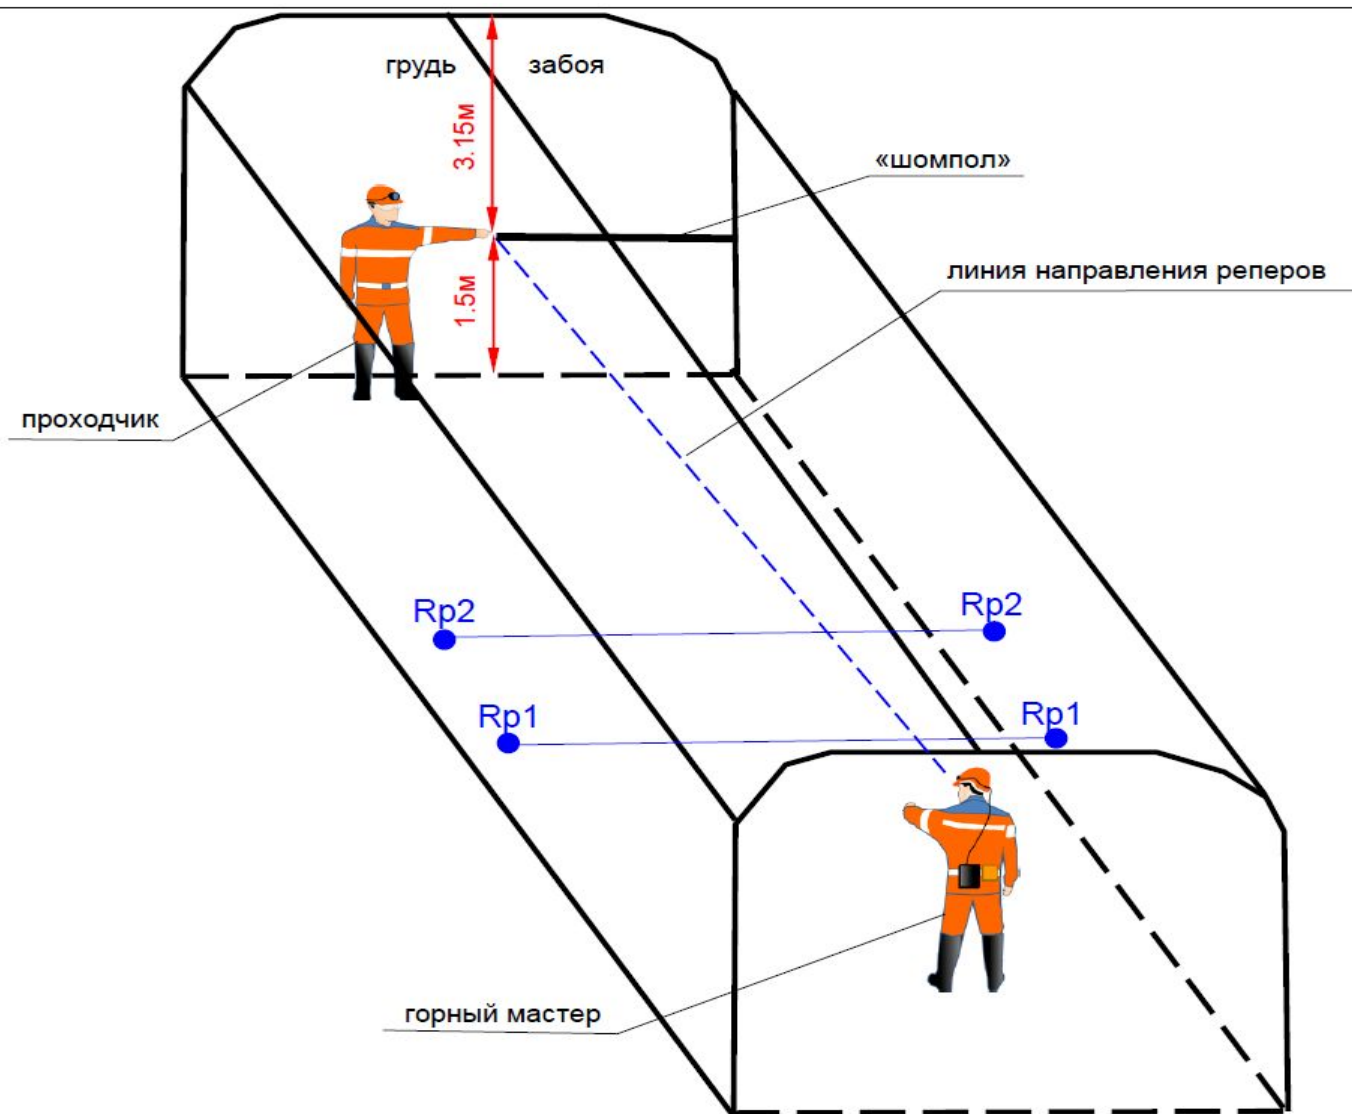 грудь забоя
3.15м
«шомпол»
1.5м
линия направления реперов
проходчик
Rp2
Rp2
Rp1
Rp1
горный мастер